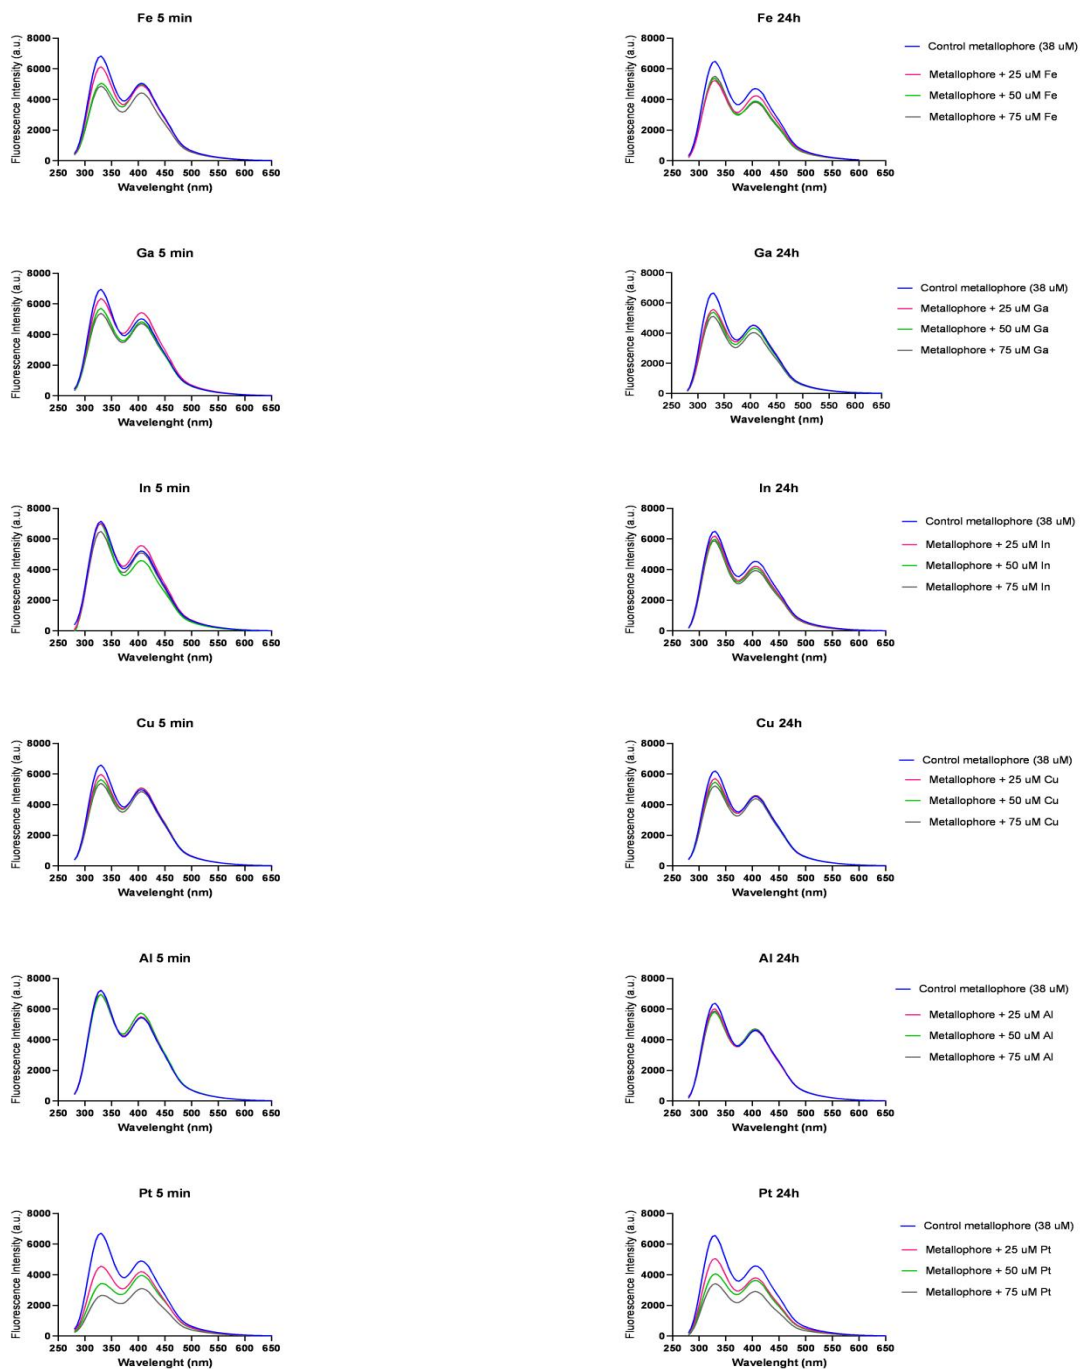 Fe 5 min
Fluorescence Intensity (a.u.)
8000
6000
4000
2000
0
250 300 350 400 450 500 550 600 650
Wavelenght (nm)
Fe 24h
Fluorescence Intensity (a.u.)
8000
6000
4000
2000
0
250 300 350 400 450 500 550 600 650
Wavelenght (nm)
Control metallophore (38 uM)
Metallophore + 25 uM Fe
Metallophore + 50 uM Fe
Metallophore + 75 uM Fe
Ga 5 min
Fluorescence Intensity (a.u.)
8000
6000
4000
2000
0
250 300 350 400 450 500 550 600 650
Wavelenght (nm)
Ga 24h
Fluorescence Intensity (a.u.)
8000
6000
4000
2000
0
250 300 350 400 450 500 550 600 650
Wavelenght (nm)
Control metallophore (38 uM)
Metallophore + 25 uM Ga
Metallophore + 50 uM Ga
Metallophore + 75 uM Ga
In 5 min
Fluorescence Intensity (a.u.)
8000
6000
4000
2000
0
250 300 350 400 450 500 550 600 650
Wavelenght (nm)
In 24h
Fluorescence Intensity (a.u.)
8000
6000
4000
2000
0
250 300 350 400 450 500 550 600 650
Wavelenght (nm)
Control metallophore (38 uM)
Metallophore + 25 uM In
Metallophore + 50 uM In
Metallophore + 75 uM In
Cu 5 min
Fluorescence Intensity (a.u.)
8000
6000
4000
2000
0
250 300 350 400 450 500 550 600 650
Wavelenght (nm)
Cu 24h
Fluorescence Intensity (a.u.)
8000
6000
4000
2000
0
250 300 350 400 450 500 550 600 650
Wavelenght (nm)
Control metallophore (38 uM)
Metallophore + 25 uM Cu
Metallophore + 50 uM Cu
Metallophore + 75 uM Cu
Al 5 min
Fluorescence Intensity (a.u.)
8000
6000
4000
2000
0
250 300 350 400 450 500 550 600 650
Wavelenght (nm)
Al 24h
Fluorescence Intensity (a.u.)
8000
6000
4000
2000
0
250 300 350 400 450 500 550 600 650
Wavelenght (nm)
Control metallophore (38 uM)
Metallophore + 25 uM Al
Metallophore + 50 uM Al
Metallophore + 75 uM Al
Pt 5 min
Fluorescence Intensity (a.u.)
8000
6000
4000
2000
0
250 300 350 400 450 500 550 600 650
Wavelenght (nm)
Pt 24h
Fluorescence Intensity (a.u.)
8000
6000
4000
2000
0
250 300 350 400 450 500 550 600 650
Wavelenght (nm)
Control metallophore (38 uM)
Metallophore + 25 uM Pt
Metallophore + 50 uM Pt
Metallophore + 75 uM Pt